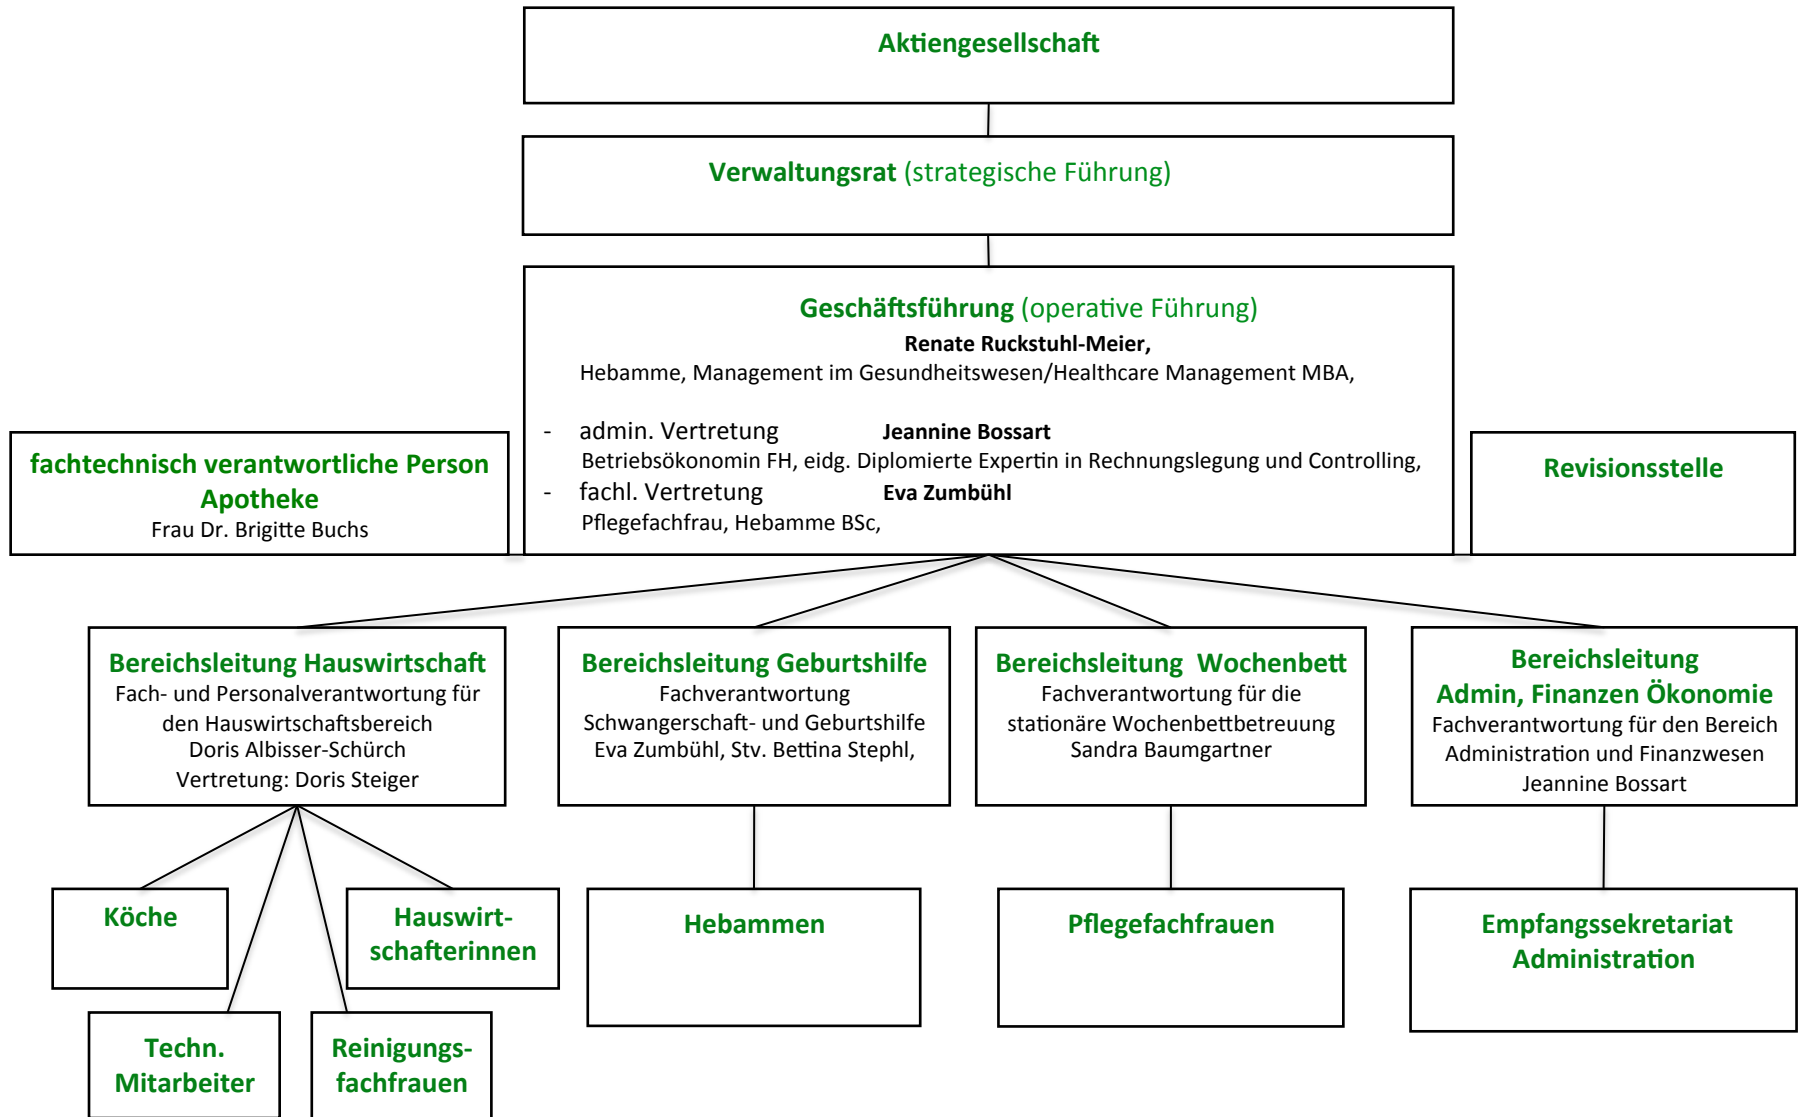 Aktiengesellschaft
Verwaltungsrat (strategische Führung)
Geschäftsführung (operative Führung)
Renate Ruckstuhl-Meier,
Hebamme, Management im Gesundheitswesen/Healthcare Management MBA,
- admin. Vertretung Jeannine Bossart
Betriebsökonomin FH, eidg. Diplomierte Expertin in Rechnungslegung und Controlling,
- fachl. Vertretung Eva Zumbühl
Pflegefachfrau, Hebamme BSc,
fachtechnisch verantwortliche Person
Apotheke
Frau Dr. Brigitte Buchs
Revisionsstelle
Bereichsleitung Hauswirtschaft
Fach- und Personalverantwortung für
den Hauswirtschaftsbereich
Doris Albisser-Schürch
Vertretung: Doris Steiger
Bereichsleitung Geburtshilfe
Fachverantwortung
Schwangerschaft- und Geburtshilfe
Eva Zumbühl, Stv. Bettina Stephl,
Bereichsleitung Wochenbett
Fachverantwortung für die
stationäre Wochenbettbetreuung
Sandra Baumgartner
Bereichsleitung
Admin, Finanzen Ökonomie
Fachverantwortung für den Bereich
Administration und Finanzwesen
Jeannine Bossart
Köche
Hauswirt-
schafterinnen
Techn.
Mitarbeiter
Reinigungs-
fachfrauen
Hebammen
Pflegefachfrauen
Empfangssekretariat
Administration